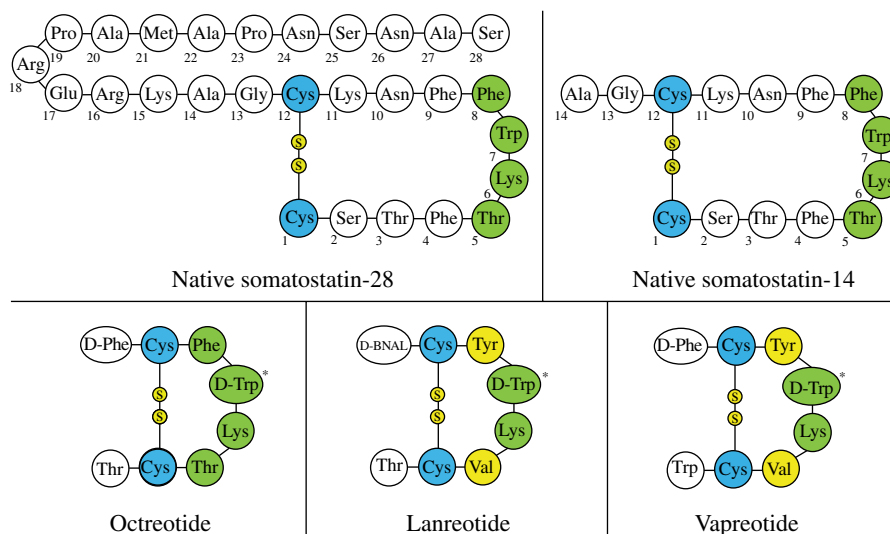 Pro Ala Met Ala Pro Asn Ser Asn Ala Ser
19 20 21 22 23 24 25 26 27 28
Arg
18
Glu Arg Lys Ala Gly Cys Lys Asn Phe Phe
17 16 15 14 13 12 11 10 9 8
Trp
7
S
S
Lys
6
Cys Ser Thr Phe Thr
1 2 3 4 5
Native somatostatin-28
Ala Gly Cys Lys Asn Phe Phe
14 13 12 11 10 9 8
Trp
7
S
S
Lys
6
Cys Ser Thr Phe Thr
1 2 3 4 5
Native somatostatin-14
D-Phe Cys Phe
D-Trp *
S
S
Lys
Thr Cys Thr
Octreotide
D-BNAL Cys Tyr
D-Trp *
S
S
Lys
Thr Cys Val
Lanreotide
D-Phe Cys Tyr
D-Trp *
S
S
Lys
Trp Cys Val
Vapreotide